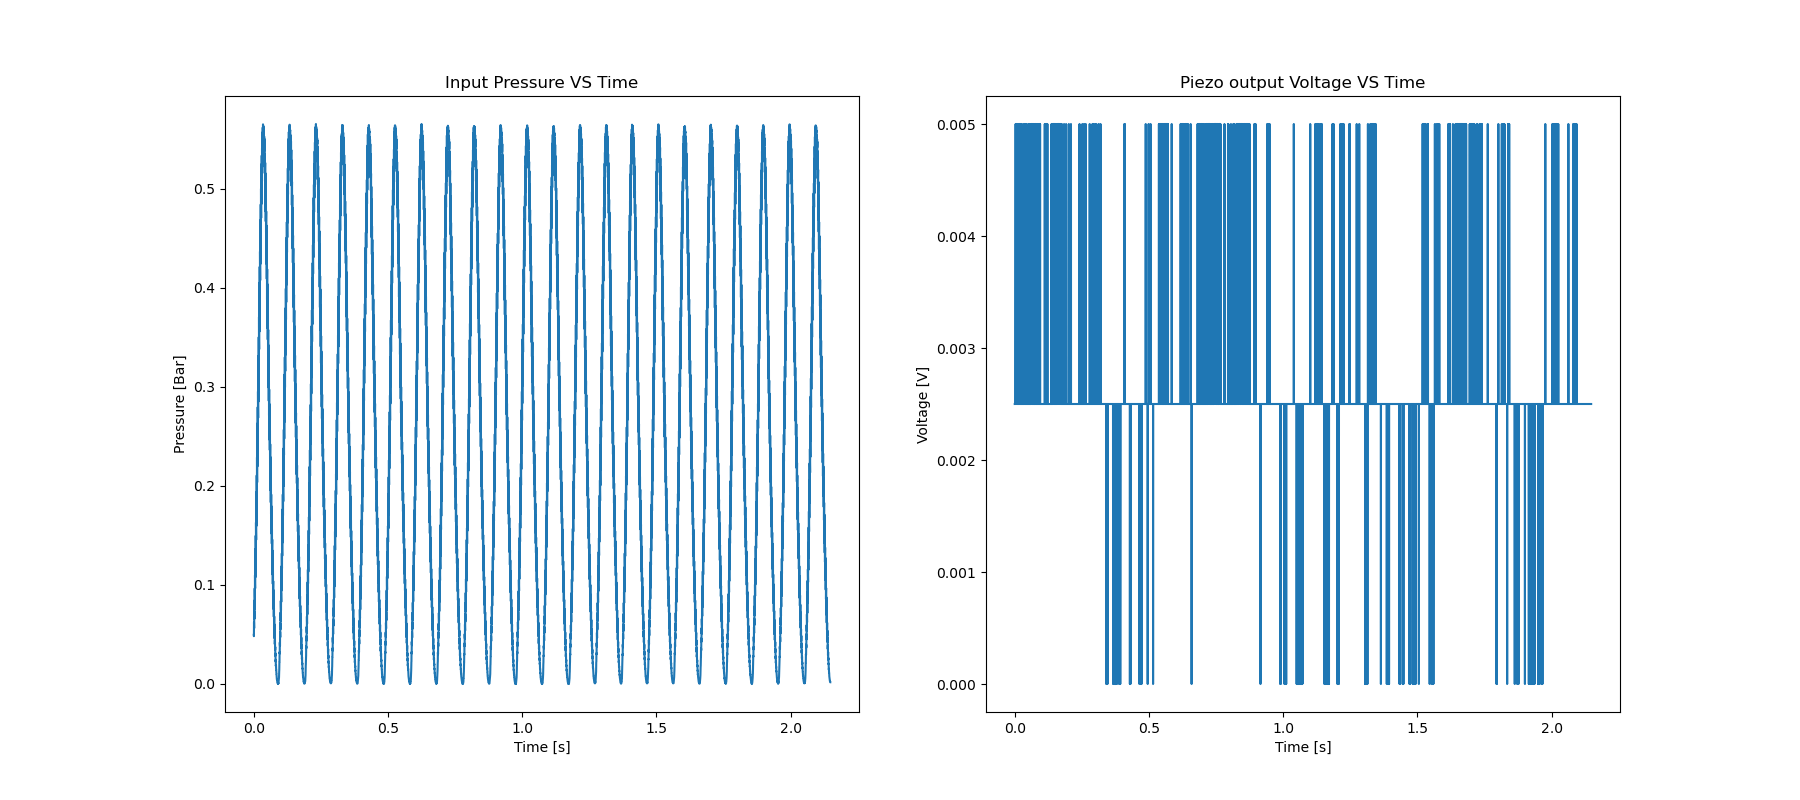 Input Pressure VS Time
Pressure [Bar]
0.5
0.4
0.3
0.2
0.1
0.0
0.0 0.5 1.0 1.5 2.0
Time [s]
Piezo output Voltage VS Time
Voltage [V]
0.005
0.004
0.003
0.002
0.001
0.000
0.0 0.5 1.0 1.5 2.0
Time [s]